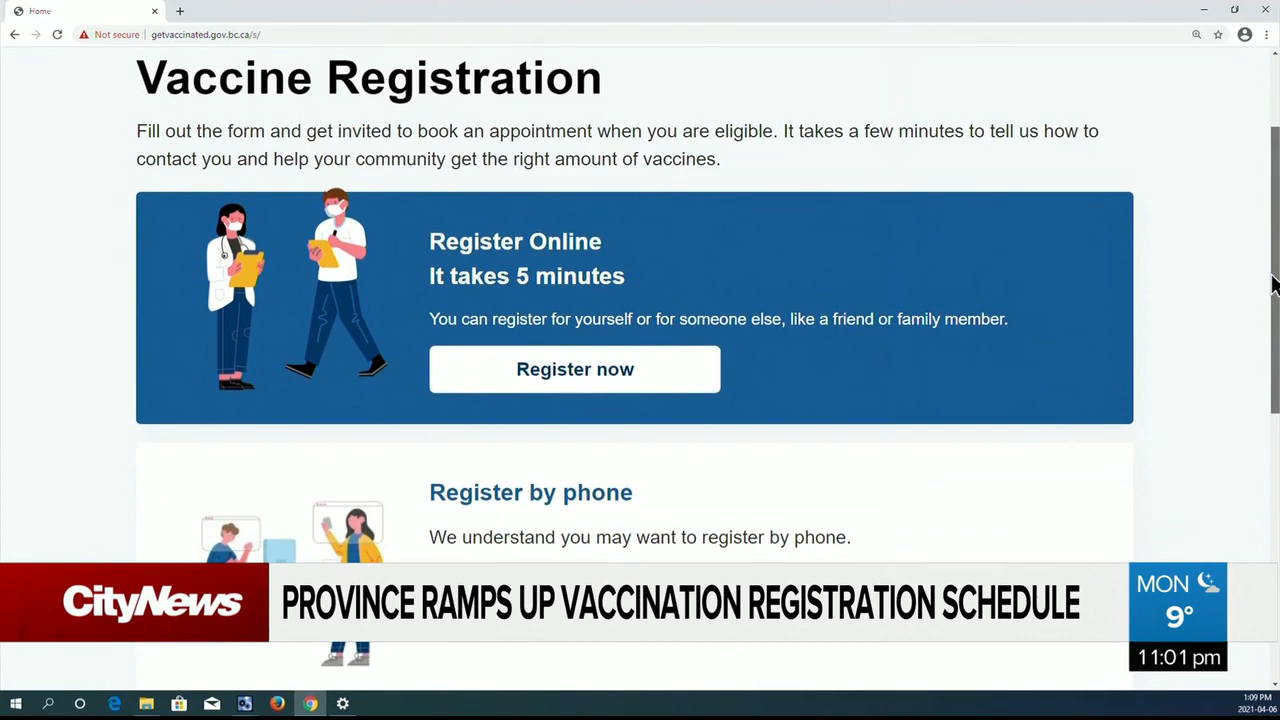 Home
Not secure
getvaccinated.gov.bc.ca/s/
Vaccine Registration
Fill out the form and get invited to book an appointment when you are eligible. It takes a few minutes to tell us how to
contact you and help your community get the right amount of vaccines.
Register Online
It takes 5 minutes
You can register for yourself or for someone else, like a friend or family member.
Register now
Register by phone
We understand you may want to register by phone.
CityNews
PROVINCE RAMPS UP VACCINATION REGISTRATION SCHEDULE
MON
9°
11:01 pm
1:09 PM
2021-04-06